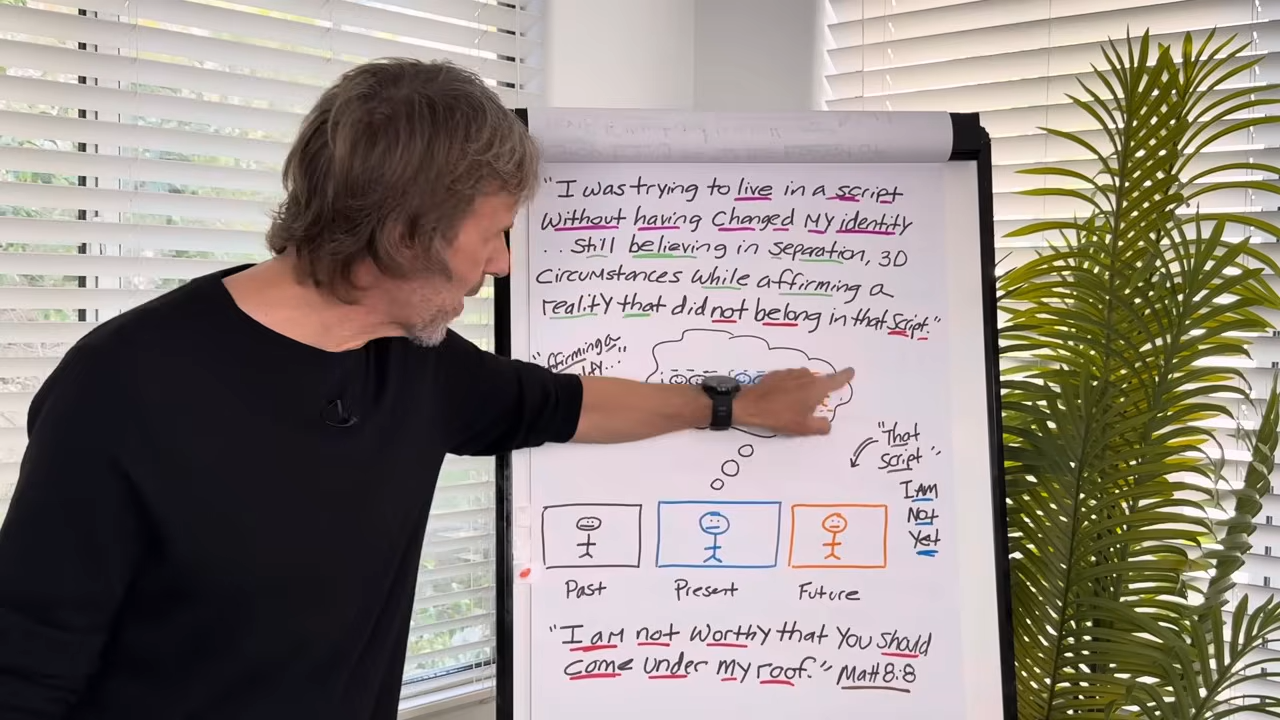 "I was trying to live in a script
without having changed my identity
.. still believing in separation, 3D
circumstances while affirming a
reality that did not belong in that script."
"Affirming a
"That
Script"
I AM
Not
Yet
Past
Present
Future
"I am not worthy that you should
come under my roof." Matt 8:8